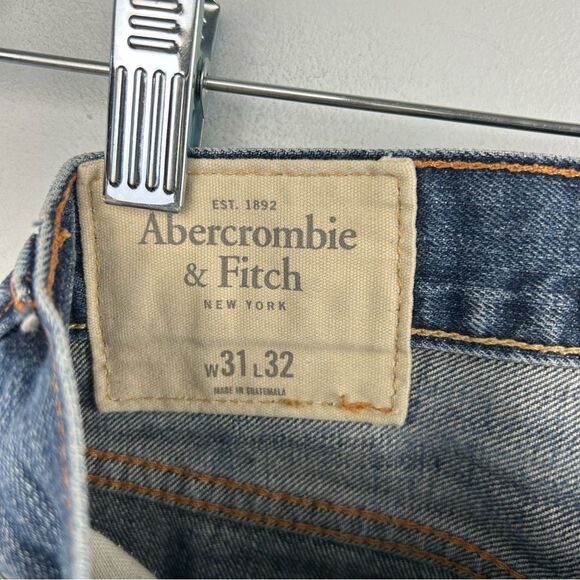 EST. 1892
Abercrombie
& Fitch
NEW YORK
W31 L32
MADE IN GUATEMALA